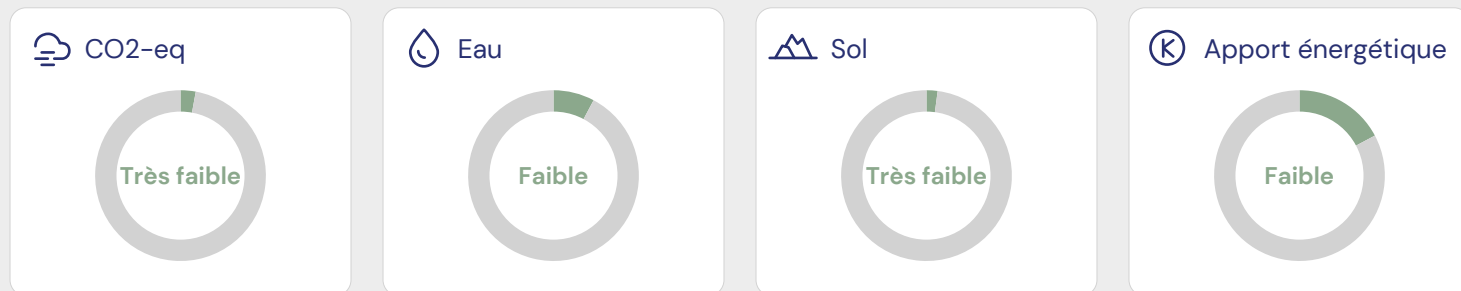 CO2-eq
Très faible
Eau
Faible
Sol
Très faible
Apport énergétique
Faible